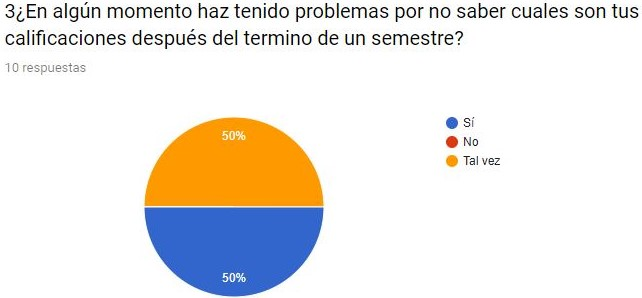 3¿En algún momento haz tenido problemas por no saber cuales son tus
calificaciones después del termino de un semestre?
10 respuestas
Sí
No
Tal vez
50%
50%